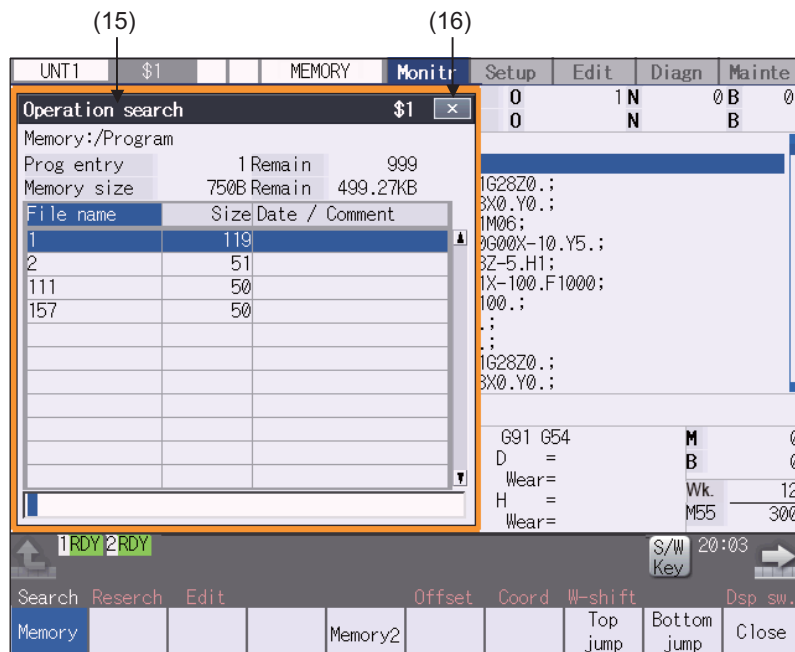 (15) (16)
UNT1 $1 MEMORY Monitr Setup Edit Diagn Mainte
Operation search $1 ×
O 1 N 0 B 0
O N B
Memory:/Program
Prog entry 1 Remain 999
Memory size 750B Remain 499.27KB
File name Size Date / Comment
1 119
2 51
111 50
157 50
1G28Z0.;
3X0.Y0.;
1M06;
0G00X-10.Y5.;
3Z-5.H1;
1X-100.F1000;
100.;
.;
.;
1G28Z0.;
3X0.Y0.;
G91 G54 M 0
D = B 0
Wear=
H = Wk. 12
Wear= M55 300
1RDY 2RDY S/W Key 20:03
Search Reserch Edit Offset Coord W-shift Dsp sw.
Memory Memory2 Top jump Bottom jump Close